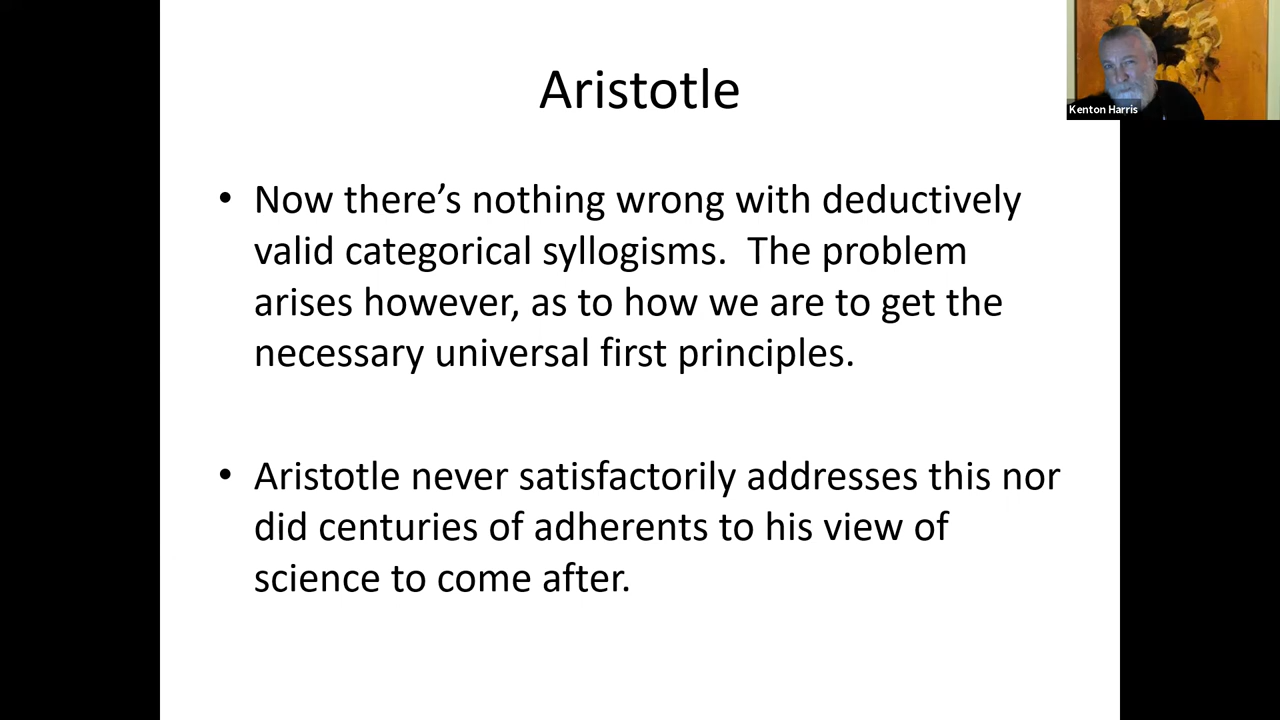 Aristotle
Kenton Harris
• Now there’s nothing wrong with deductively
valid categorical syllogisms.  The problem
arises however, as to how we are to get the
necessary universal first principles.
• Aristotle never satisfactorily addresses this nor
did centuries of adherents to his view of
science to come after.